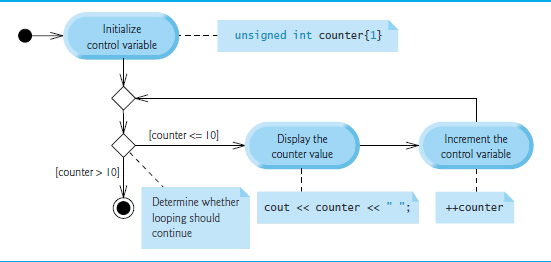 Initialize
control variable
unsigned int counter{1}
[counter <= 10]
Display the
counter value
Increment the
control variable
[counter > 10]
Determine whether
looping should
continue
cout << counter << " ";
++counter